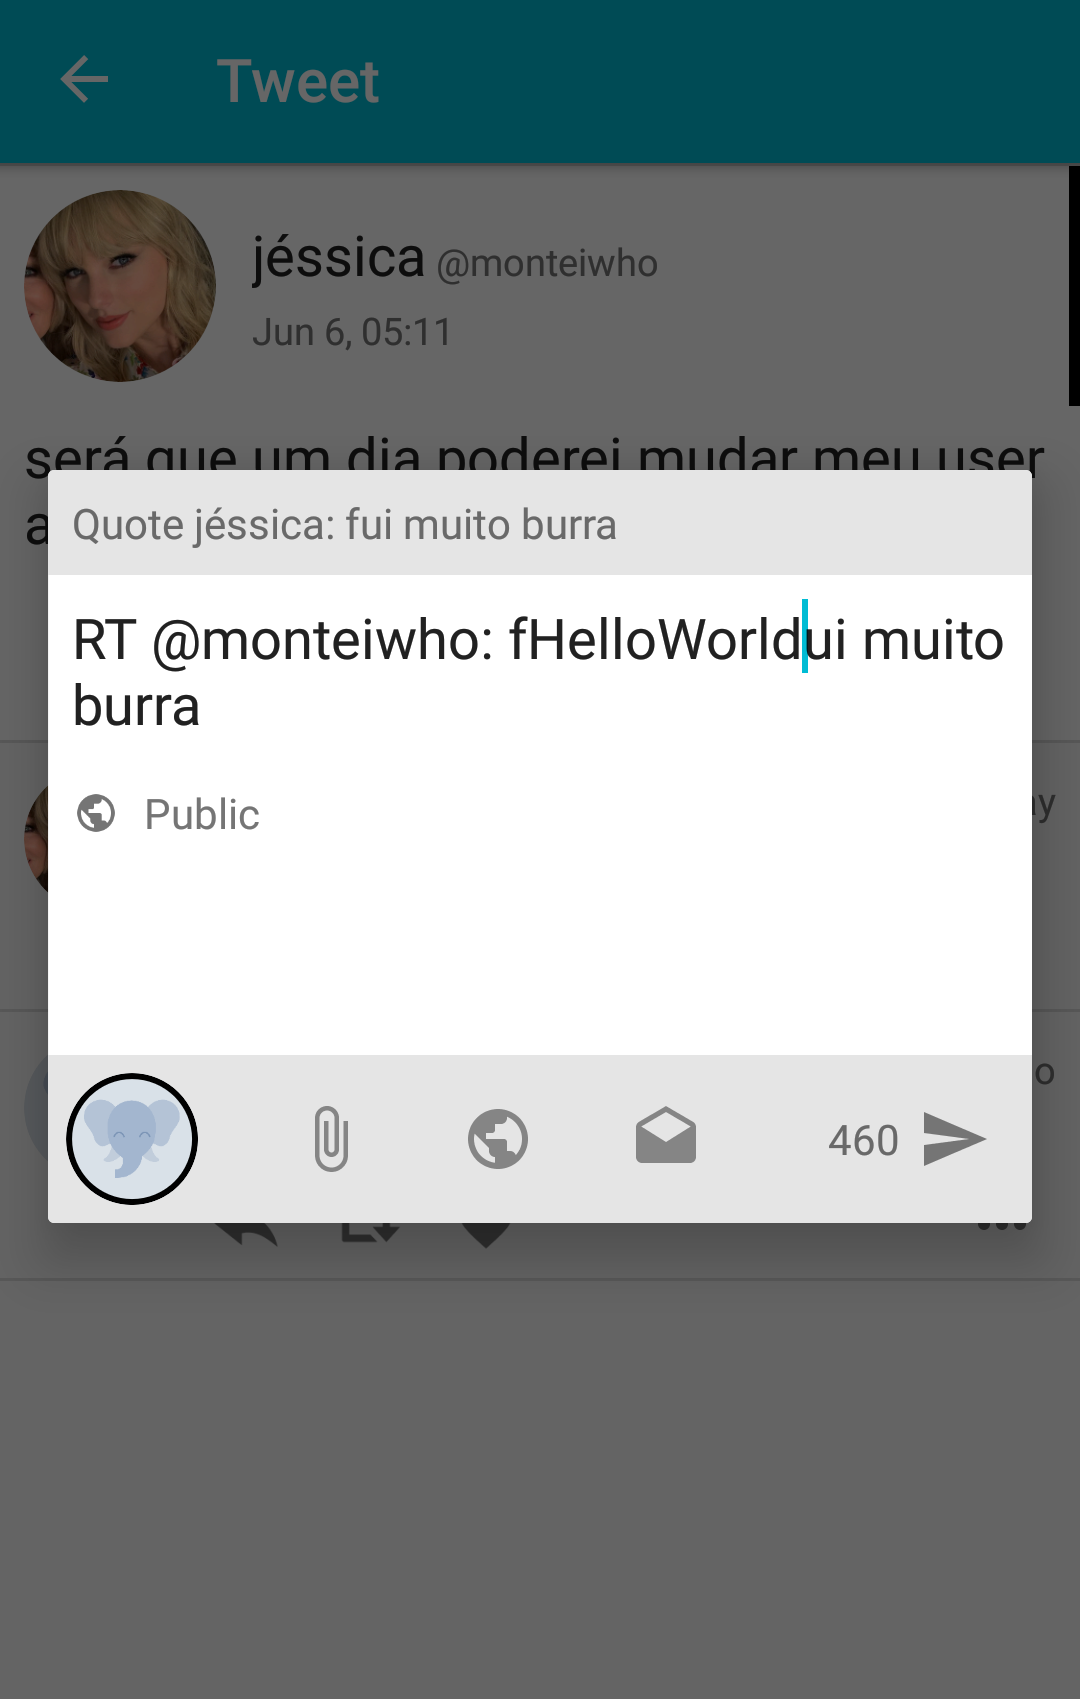 Tweet
jéssica @monteiwho
Jun 6, 05:11
será que um dia poderei mudar meu user
Quote jéssica: fui muito burra
RT @monteiwho: fHelloWorldui muito
burra
Public
460